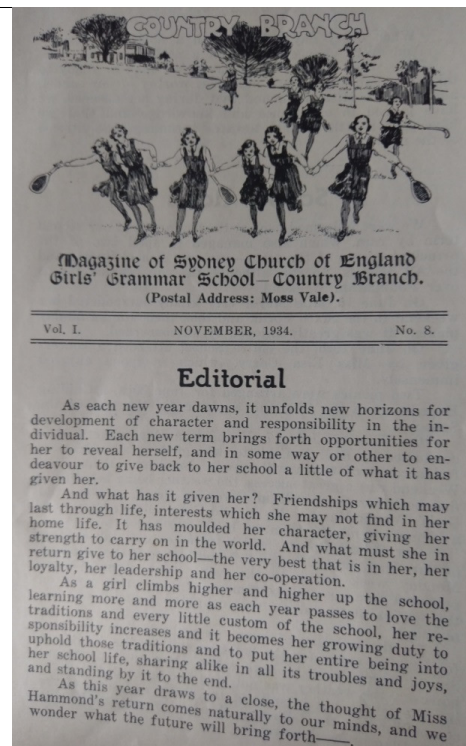 COUNTRY BRANCH
Magazine of Sydney Church of England
Girls' Grammar School—Country Branch.
(Postal Address: Moss Vale).
Vol. I.
NOVEMBER, 1934.
No. 8.
Editorial
As each new year dawns, it unfolds new horizons for
development of character and responsibility in the in-
dividual. Each new term brings forth opportunities for
her to reveal herself, and in some way or other to en-
deavour to give back to her school a little of what it has
given her.
And what has it given her? Friendships which may
last through life, interests which she may not find in her
home life. It has moulded her character, giving her
strength to carry on in the world. And what must she in
return give to her school—the very best that is in her, her
loyalty, her leadership and her co-operation.
As a girl climbs higher and higher up the school,
learning more and more as each year passes to love the
traditions and every little custom of the school, her re-
sponsibility increases and it becomes her growing duty to
uphold those traditions and to put her entire being into
her school life, sharing alike in all its troubles and joys,
and standing by it to the end.
As this year draws to a close, the thought of Miss
Hammond's return comes naturally to our minds, and we
wonder what the future will bring forth——.